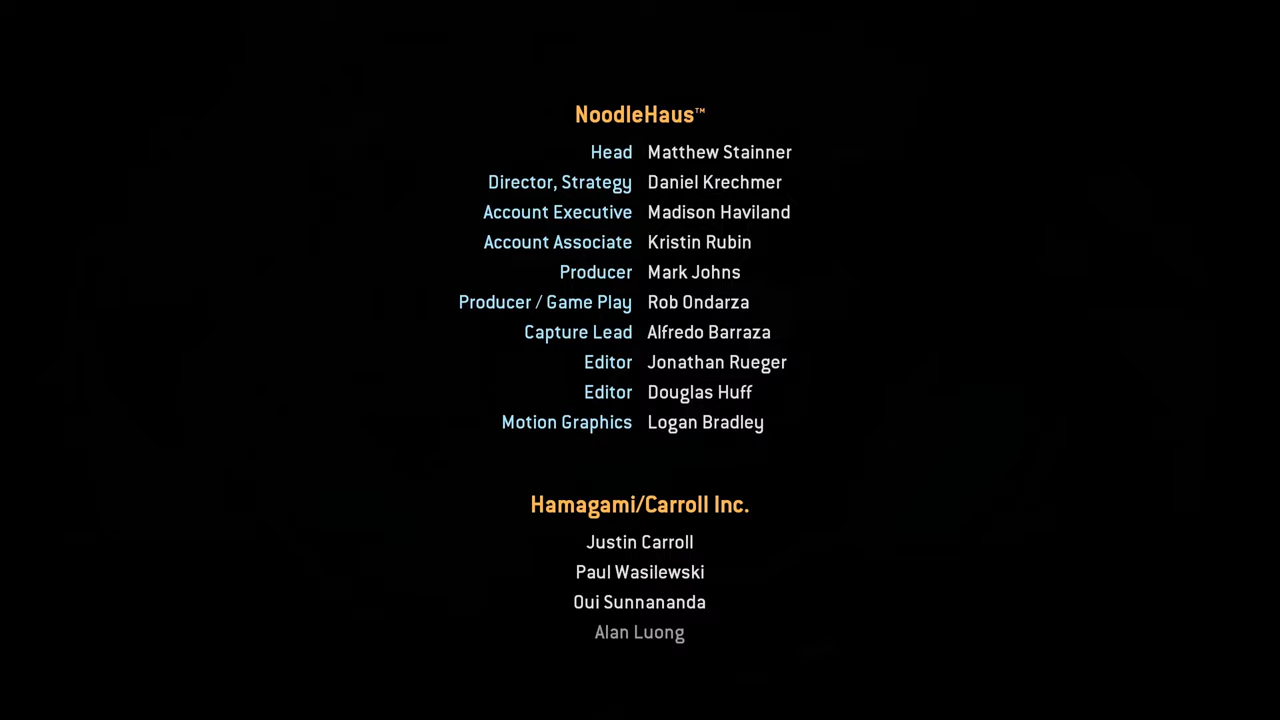 NoodleHaus™
Head Matthew Stainner
Director, Strategy Daniel Krechmer
Account Executive Madison Haviland
Account Associate Kristin Rubin
Producer Mark Johns
Producer / Game Play Rob Ondarza
Capture Lead Alfredo Barraza
Editor Jonathan Rueger
Editor Douglas Huff
Motion Graphics Logan Bradley
Hamagami/Carroll Inc.
Justin Carroll
Paul Wasilewski
Oui Sunnananda
Alan Luong